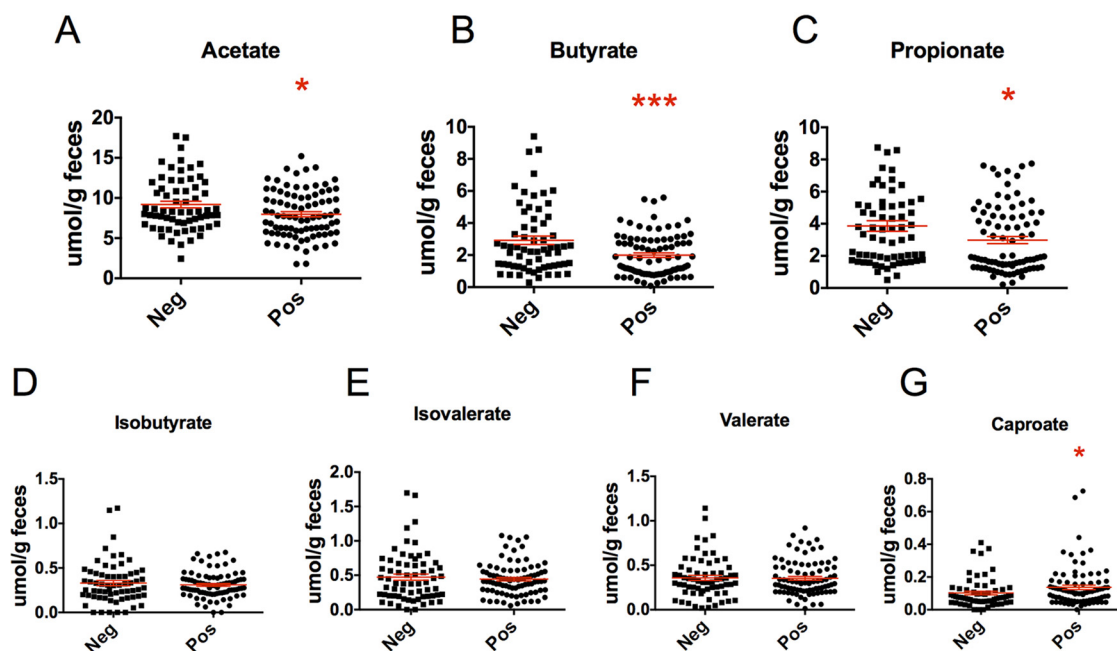 A
Acetate
*
umol/g feces
20
15
10
5
0
Neg
Pos
B
Butyrate
***
umol/g feces
10
8
6
4
2
0
Neg
Pos
C
Propionate
*
umol/g feces
10
8
6
4
2
0
Neg
Pos
D
Isobutyrate
umol/g feces
1.5
1.0
0.5
0.0
Neg
Pos
E
Isovalerate
umol/g feces
2.0
1.5
1.0
0.5
0.0
Neg
Pos
F
Valerate
umol/g feces
1.5
1.0
0.5
0.0
Neg
Pos
G
Caproate
*
umol/g feces
0.8
0.6
0.4
0.2
0.0
Neg
Pos